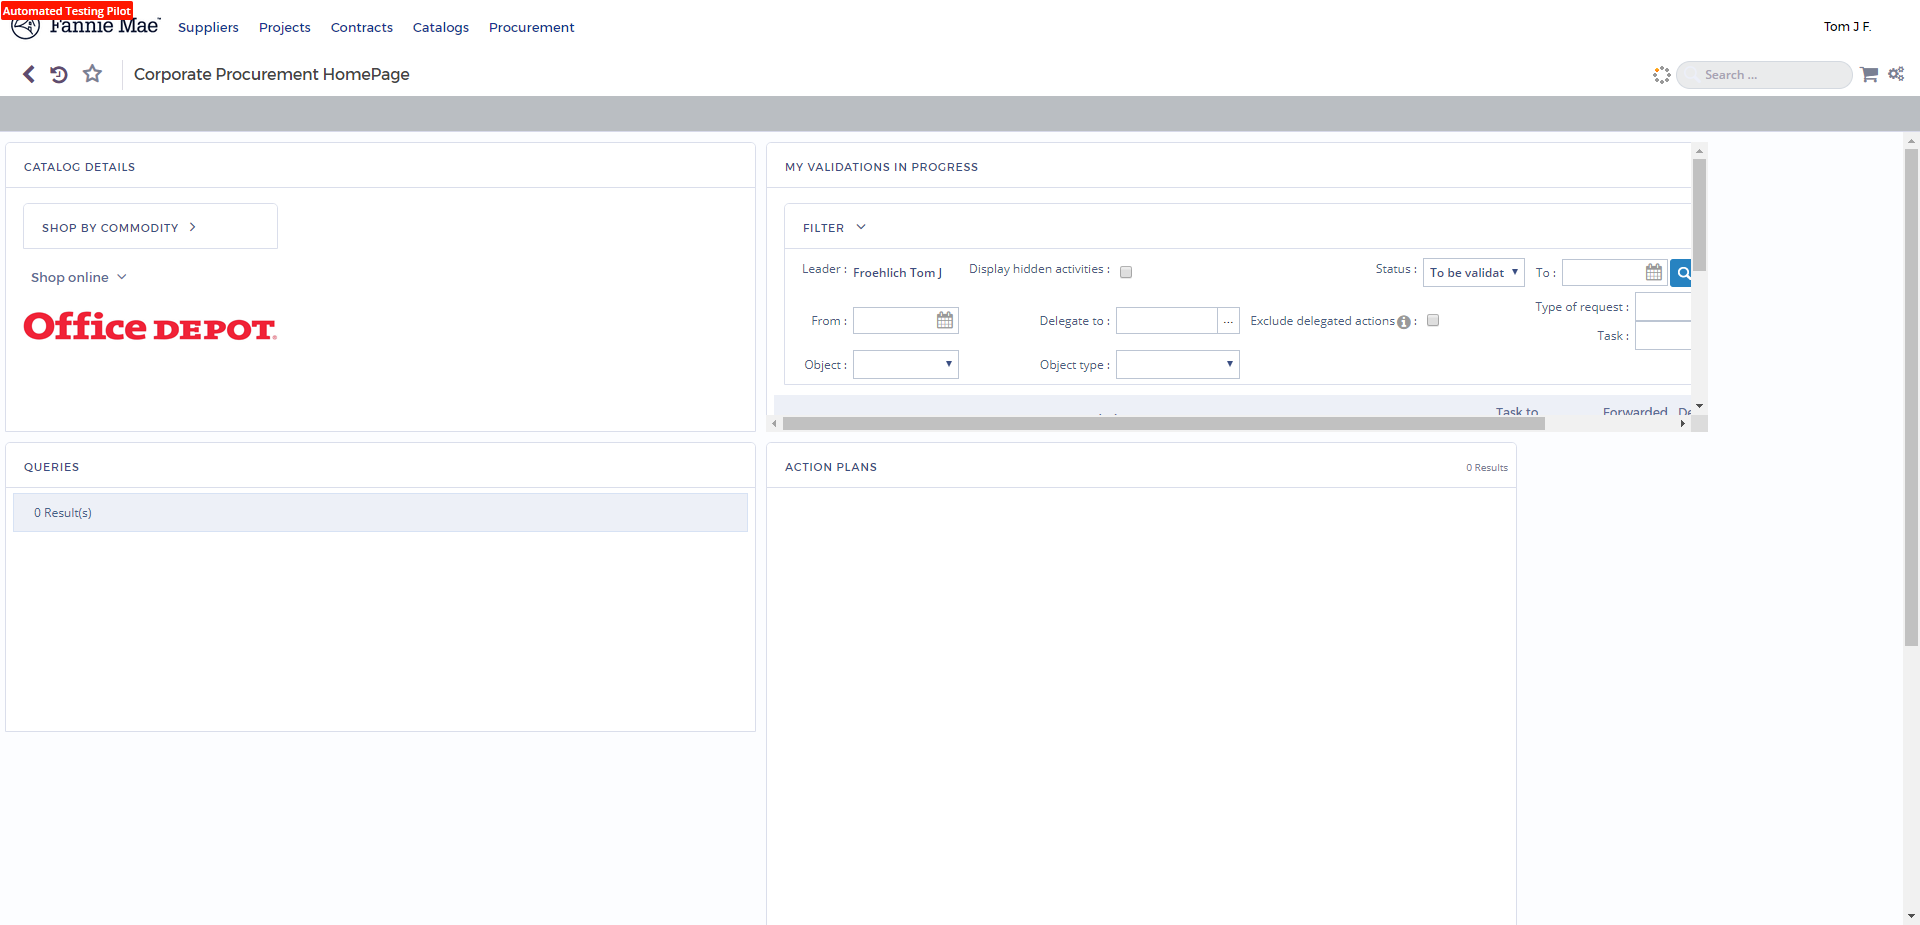 Automated Testing Pilot
Fannie Mae™
Suppliers Projects Contracts Catalogs Procurement
Tom J F.
Corporate Procurement HomePage
Search ...
CATALOG DETAILS
SHOP BY COMMODITY
Shop online
Office DEPOT.
MY VALIDATIONS IN PROGRESS
FILTER
Leader : Froehlich Tom J Display hidden activities : Status : To be validat To :
From : Delegate to : ... Exclude delegated actions : Type of request :
Task :
Object : Object type :
Task to Forwarded De
QUERIES
0 Result(s)
ACTION PLANS 0 Results